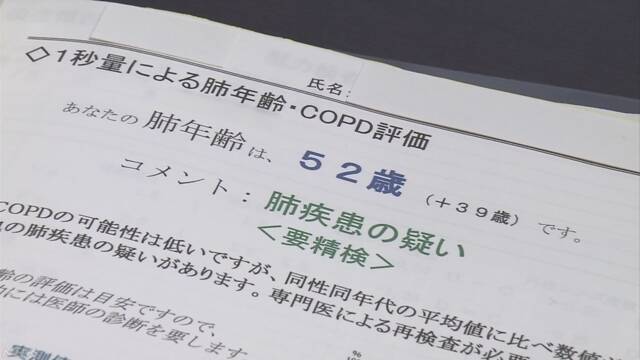 氏名:
◇1秒量による肺年齢・COPD評価
あなたの 肺年齢 は、 52歳 (+39歳) です。
コメント: 肺疾患の疑い
<要精検>
COPDの可能性は低いですが、同性同年代の平均値に比べ数値
の肺疾患の疑いがあります。専門医による再検査が必要
齢の評価は目安ですので、
には医師の診断を要します
実測値